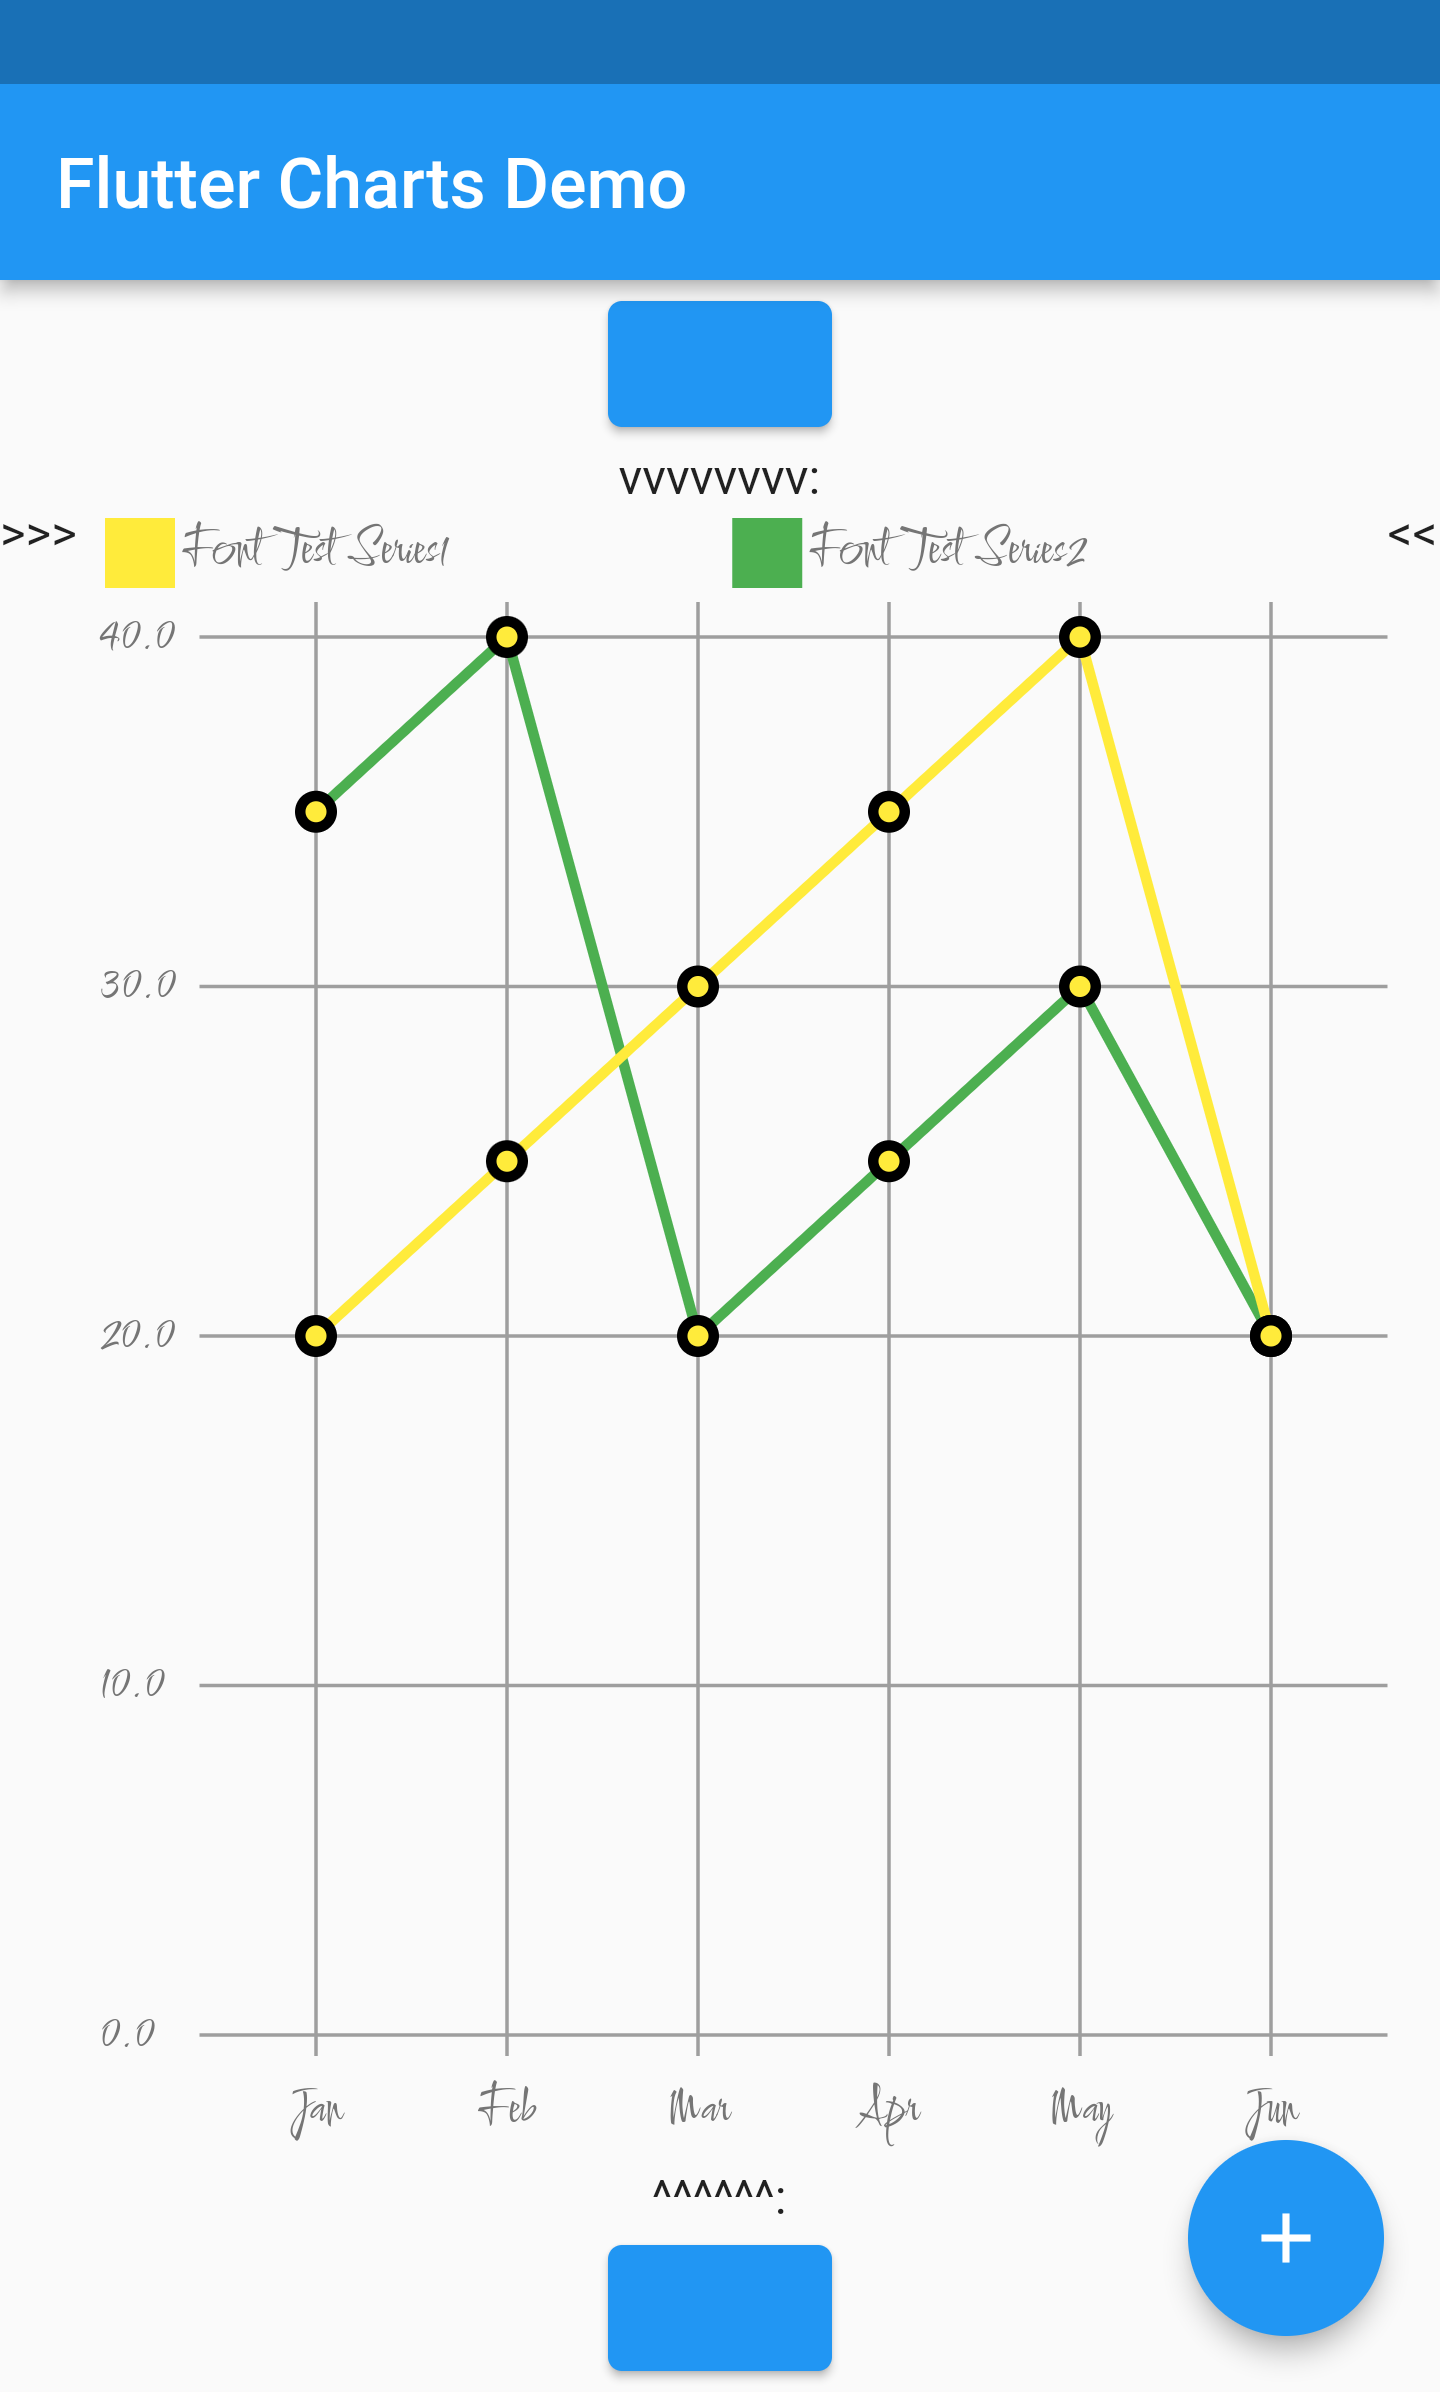 Flutter Charts Demo
vvvvvvvv:
>>> Font Test Series1 Font Test Series2 <<
40.0
30.0
20.0
10.0
0.0
Jan Feb Mar Apr May Jun
^^^^^^:
+